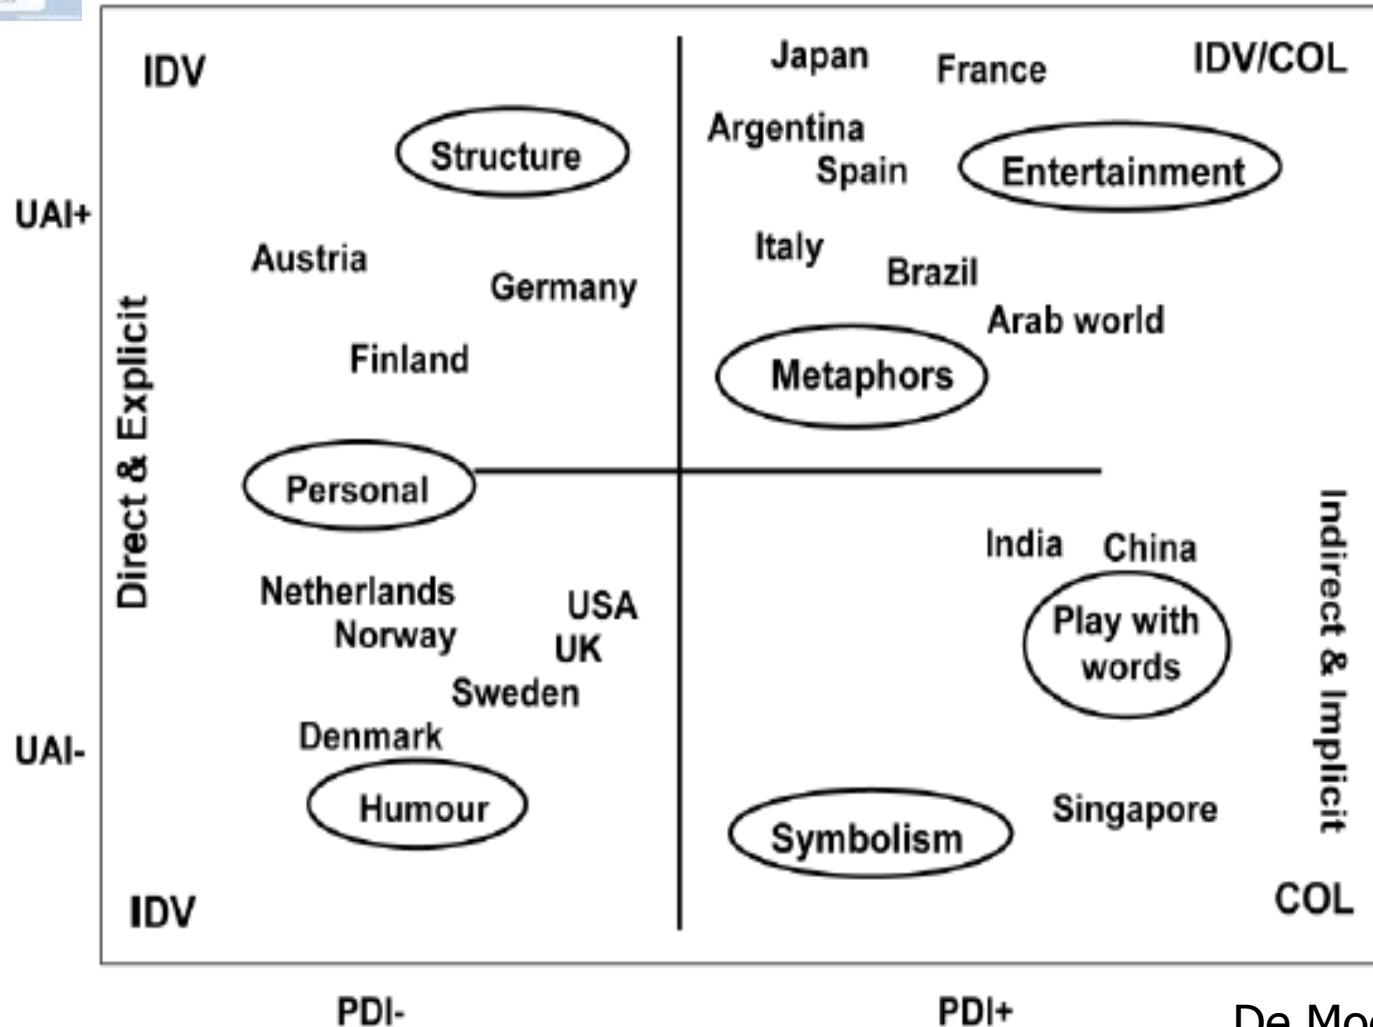 IDV
Japan
France
IDV/COL
Structure
Argentina
Spain
Entertainment
UAI+
Austria
Germany
Italy
Brazil
Arab world
Direct & Explicit
Finland
Metaphors
Personal
India
China
Indirect & Implicit
Netherlands
USA
Norway
UK
Play with
words
Sweden
Denmark
UAI-
Humour
Symbolism
Singapore
IDV
COL
PDI-
PDI+
De